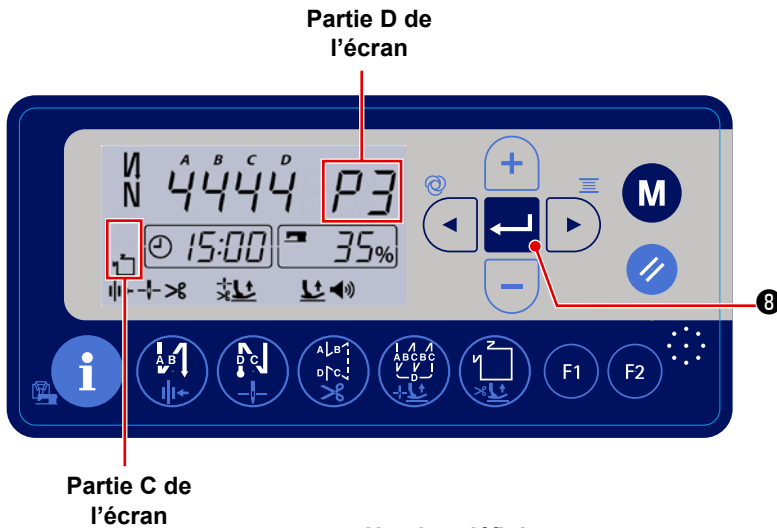 Partie D de
l'écran
A B C D
4444 P3
15:00 35%
M
8
i
A B
D C
A B
D C
A B C B C
D
F1
F2
Partie C de
l'écran